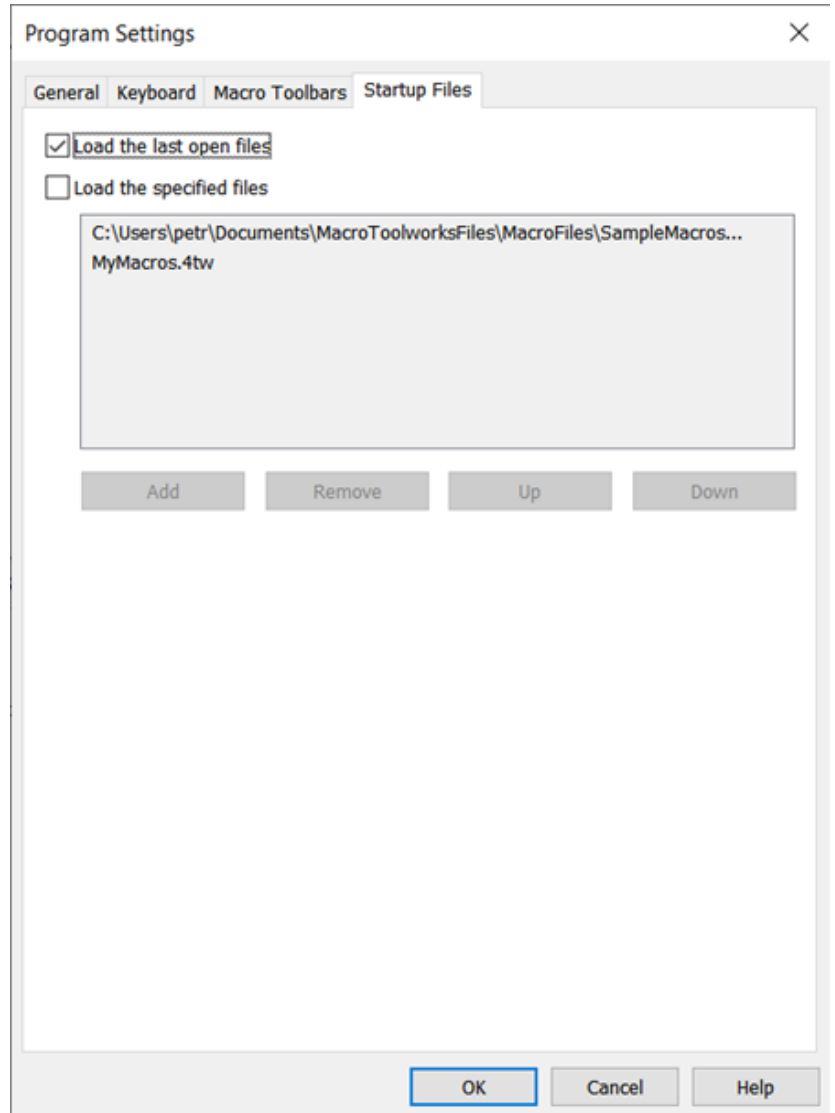 Program Settings
General Keyboard Macro Toolbars Startup Files
Load the last open files
Load the specified files
C:\Users\petr\Documents\MacroToolworksFiles\MacroFiles\SampleMacros...
MyMacros.4tw
Add Remove Up Down
OK Cancel Help